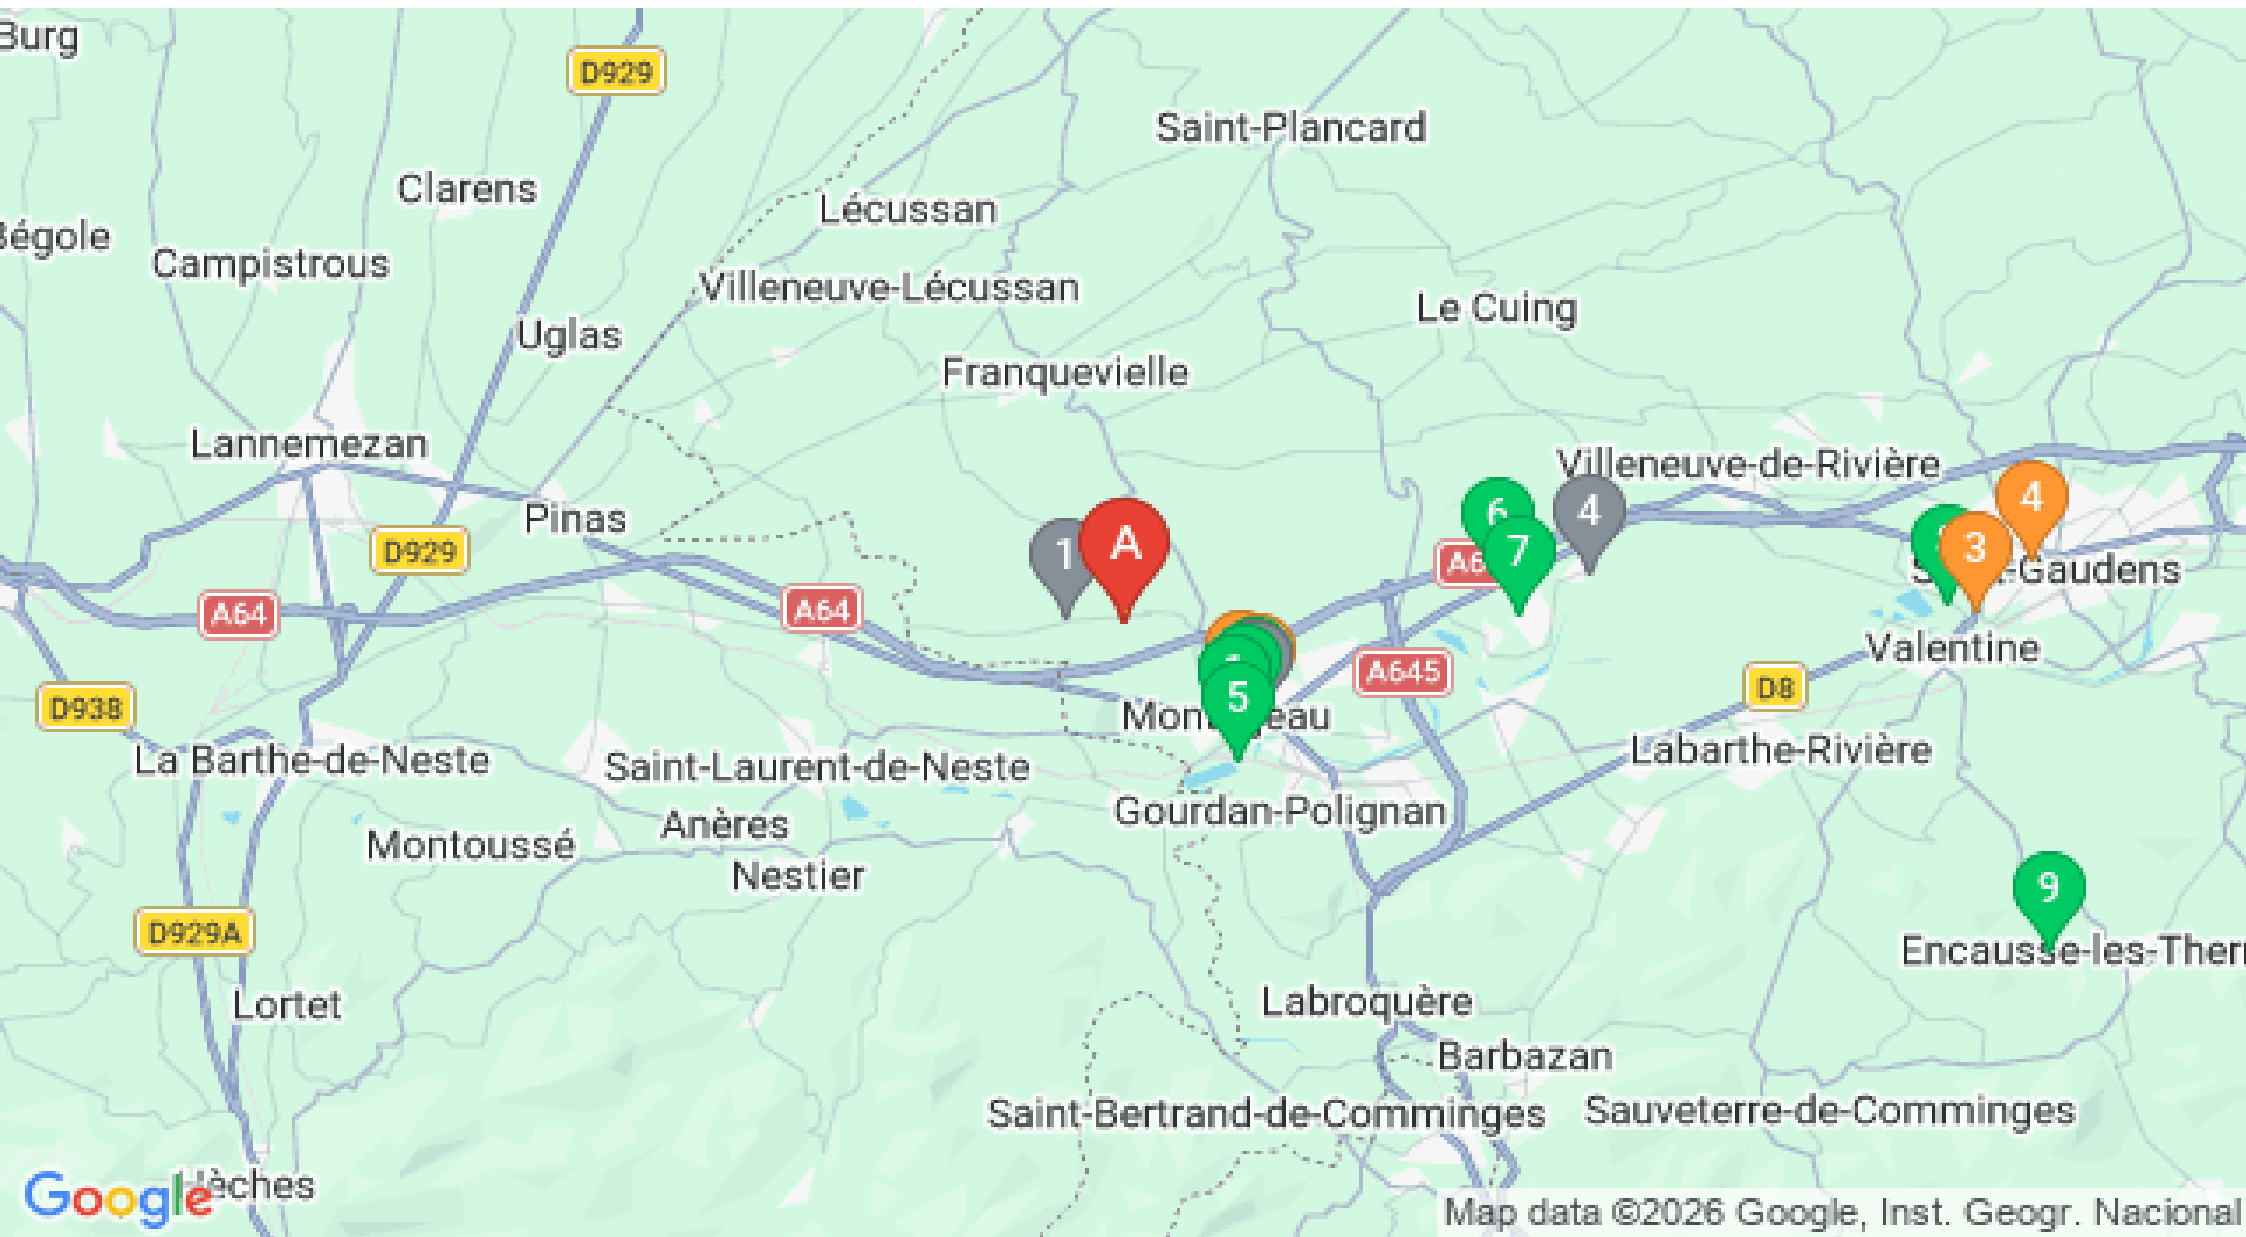 Burg
D929
Saint-Plancard
Clarens
Lécussan
Bégole
Campistrous
Villeneuve-Lécussan
Le Cuing
Uglas
Franquevielle
Lannemezan
Villeneuve-de-Rivière
Pinas
6
4
4
D929
1
A
7
3
A64
A64
Gaudens
Valentine
A645
D8
D938
5
La Barthe-de-Neste
Saint-Laurent-de-Neste
Labarthe-Rivière
Gourdan-Polignan
Anères
Montoussé
Nestier
9
D929A
Encausse-les-Ther
Lortet
Labroquère
Barbazan
Saint-Bertrand-de-Comminges
Sauveterre-de-Comminges
Google
èches
Map data ©2026 Google, Inst. Geogr. Nacional